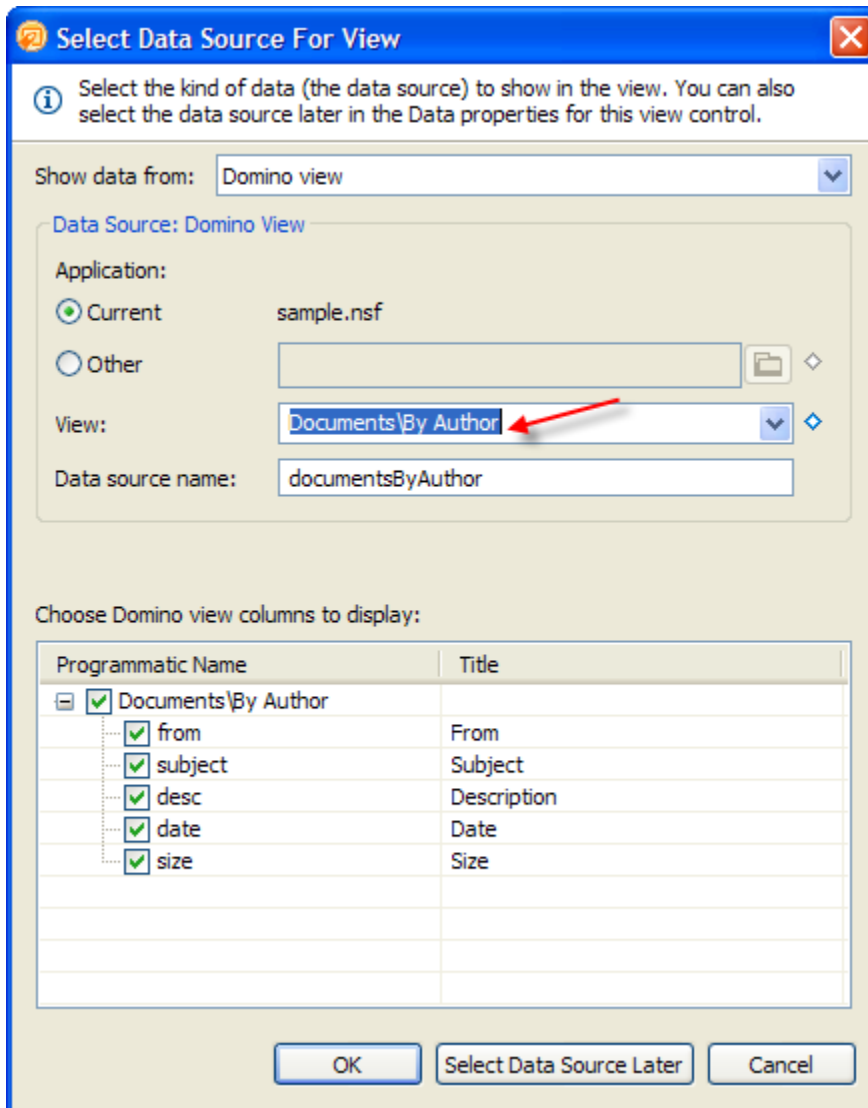 Select Data Source For View
Select the kind of data (the data source) to show in the view. You can also
select the data source later in the Data properties for this view control.
Show data from: Domino view
Data Source: Domino View
Application:
Current sample.nsf
Other
View: Documents\By Author
Data source name: documentsByAuthor
Choose Domino view columns to display:
Programmatic Name Title
Documents\By Author
from From
subject Subject
desc Description
date Date
size Size
OK Select Data Source Later Cancel